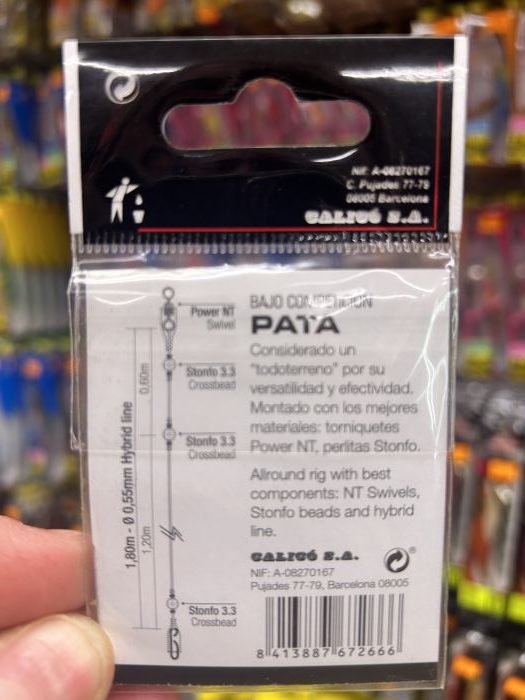 NIF: A-08270167
C. Pujades 77-79
08005 Barcelona
CALICÓ S.A.
BAJO COMPETICIÓN
PATA
Considerado un
"todoterreno" por su
versatilidad y efectividad.
Montado con los mejores
materiales: torniquetes
Power NT, perlitas Stonfo.
Allround rig with best
components: NT Swivels,
Stonfo beads and hybrid
line.
CALICÓ S.A.
NIF: A-08270167
Pujades 77-79, Barcelona 08005
8 413887 672666
Power NT
Swivel
Stonfo 3.3
Crossbead
Stonfo 3.3
Crossbead
Stonfo 3.3
Crossbead
0,60m
1,20m
1,80m - Ø 0,55mm Hybrid line